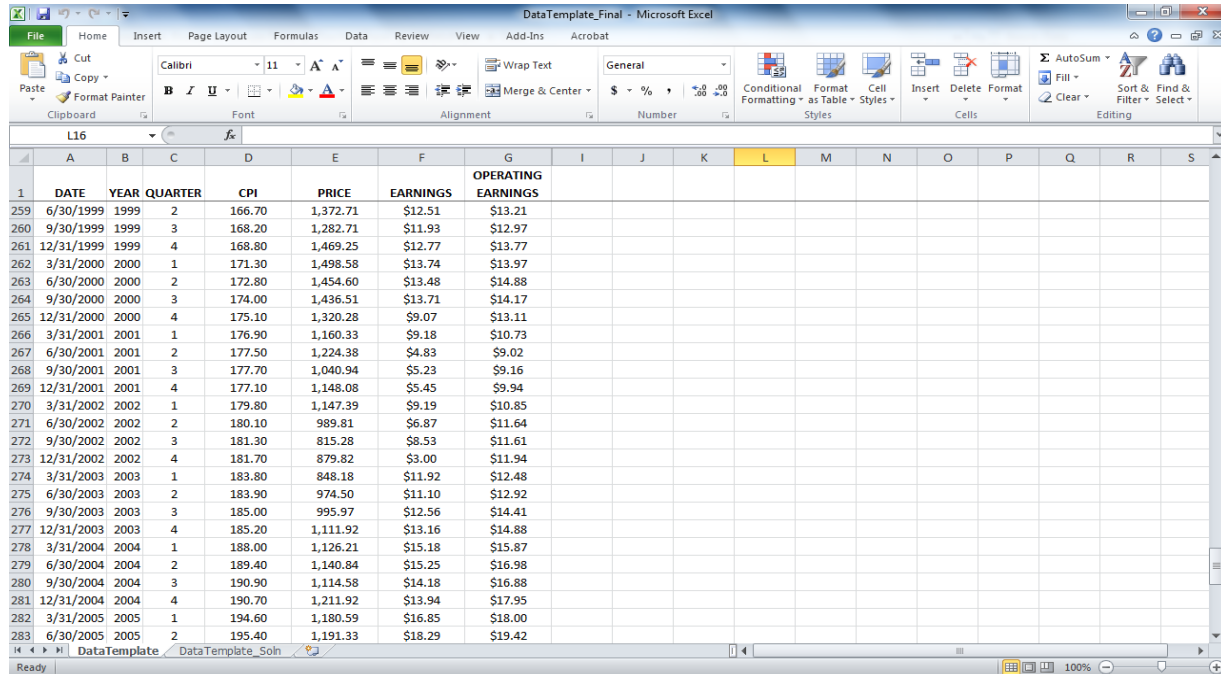 DataTemplate_Final - Microsoft Excel
File Home Insert Page Layout Formulas Data Review View Add-Ins Acrobat
Paste
Cut
Copy
Format Painter
Clipboard
Calibri 11 A A
B I U A
Font
Wrap Text
Merge & Center
Alignment
General
$ % , .0 .00 .00 .0
Number
Conditional Formatting
Format as Table
Cell Styles
Styles
Insert Delete Format
Cells
Σ AutoSum
Fill
Clear
Sort & Filter
Find & Select
Editing
L16 fx
A B C D E F G I J K L M N O P Q R S
1 DATE YEAR QUARTER CPI PRICE EARNINGS OPERATING EARNINGS
259 6/30/1999 1999 2 166.70 1,372.71 $12.51 $13.21
260 9/30/1999 1999 3 168.20 1,282.71 $11.93 $12.97
261 12/31/1999 1999 4 168.80 1,469.25 $12.77 $13.77
262 3/31/2000 2000 1 171.30 1,498.58 $13.74 $13.97
263 6/30/2000 2000 2 172.80 1,454.60 $13.48 $14.88
264 9/30/2000 2000 3 174.00 1,436.51 $13.71 $14.17
265 12/31/2000 2000 4 175.10 1,320.28 $9.07 $13.11
266 3/31/2001 2001 1 176.90 1,160.33 $9.18 $10.73
267 6/30/2001 2001 2 177.50 1,224.38 $4.83 $9.02
268 9/30/2001 2001 3 177.70 1,040.94 $5.23 $9.16
269 12/31/2001 2001 4 177.10 1,148.08 $5.45 $9.94
270 3/31/2002 2002 1 179.80 1,147.39 $9.19 $10.85
271 6/30/2002 2002 2 180.10 989.81 $6.87 $11.64
272 9/30/2002 2002 3 181.30 815.28 $8.53 $11.61
273 12/31/2002 2002 4 181.70 879.82 $3.00 $11.94
274 3/31/2003 2003 1 183.80 848.18 $11.92 $12.48
275 6/30/2003 2003 2 183.90 974.50 $11.10 $12.92
276 9/30/2003 2003 3 185.00 995.97 $12.56 $14.41
277 12/31/2003 2003 4 185.20 1,111.92 $13.16 $14.88
278 3/31/2004 2004 1 188.00 1,126.21 $15.18 $15.87
279 6/30/2004 2004 2 189.40 1,140.84 $15.25 $16.98
280 9/30/2004 2004 3 190.90 1,114.58 $14.18 $16.88
281 12/31/2004 2004 4 190.70 1,211.92 $13.94 $17.95
282 3/31/2005 2005 1 194.60 1,180.59 $16.85 $18.00
283 6/30/2005 2005 2 195.40 1,191.33 $18.29 $19.42
DataTemplate DataTemplate_Soln
Ready 100%